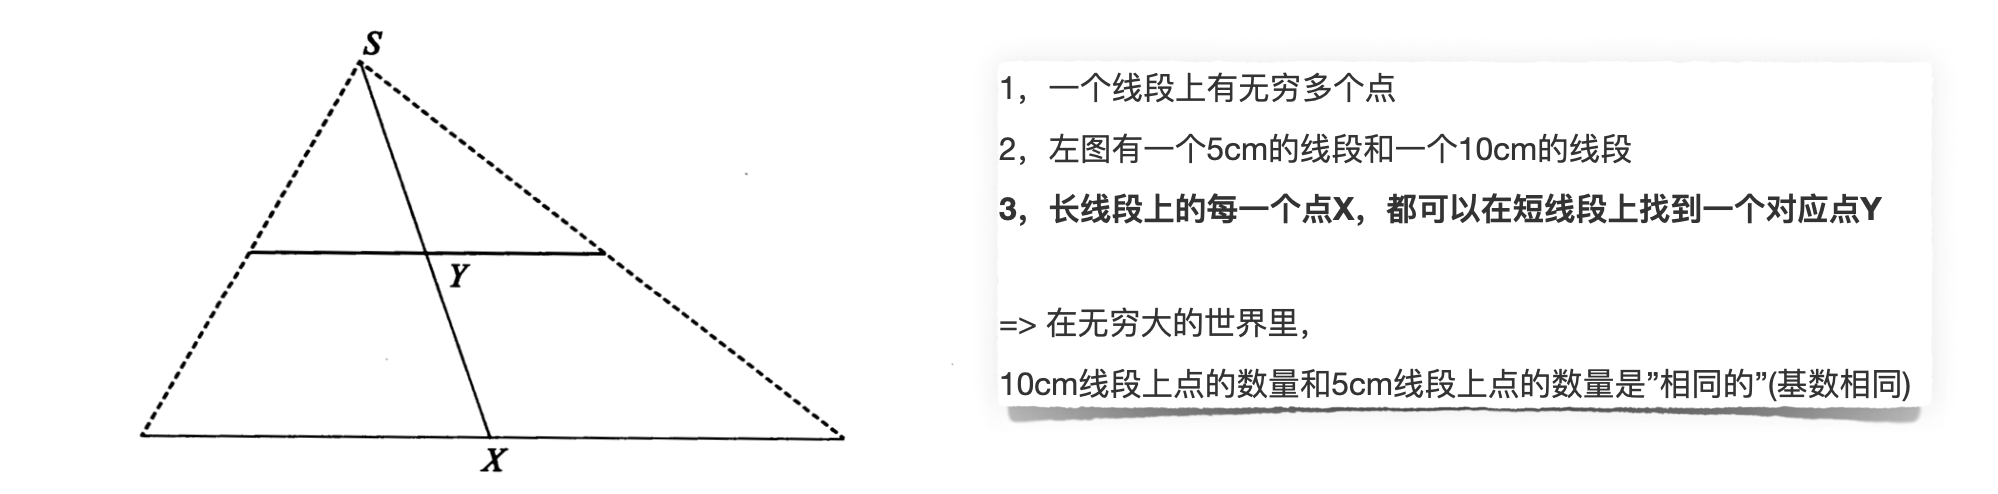 S
Y
X
1，一个线段上有无穷多个点
2，左图有一个5cm的线段和一个10cm的线段
3，长线段上的每一个点X，都可以在短线段上找到一个对应点Y
=> 在无穷大的世界里，
10cm线段上点的数量和5cm线段上点的数量是”相同的”(基数相同)